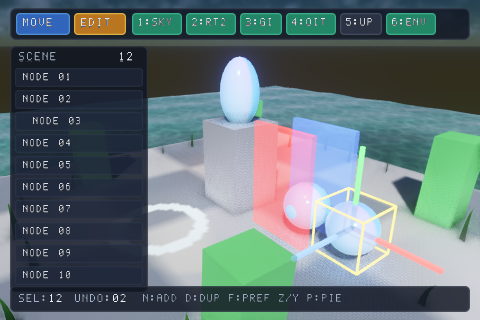 MOVE EDIT 1:SKY 2:RT2 3:GI 4:OIT 5:UP 6:ENV
SCENE 12
NODE 01
NODE 02
NODE 03
NODE 04
NODE 05
NODE 06
NODE 07
NODE 08
NODE 09
NODE 10
SEL:12 UNDO:02 N:ADD D:DUP F:PREF Z/Y P:PIE